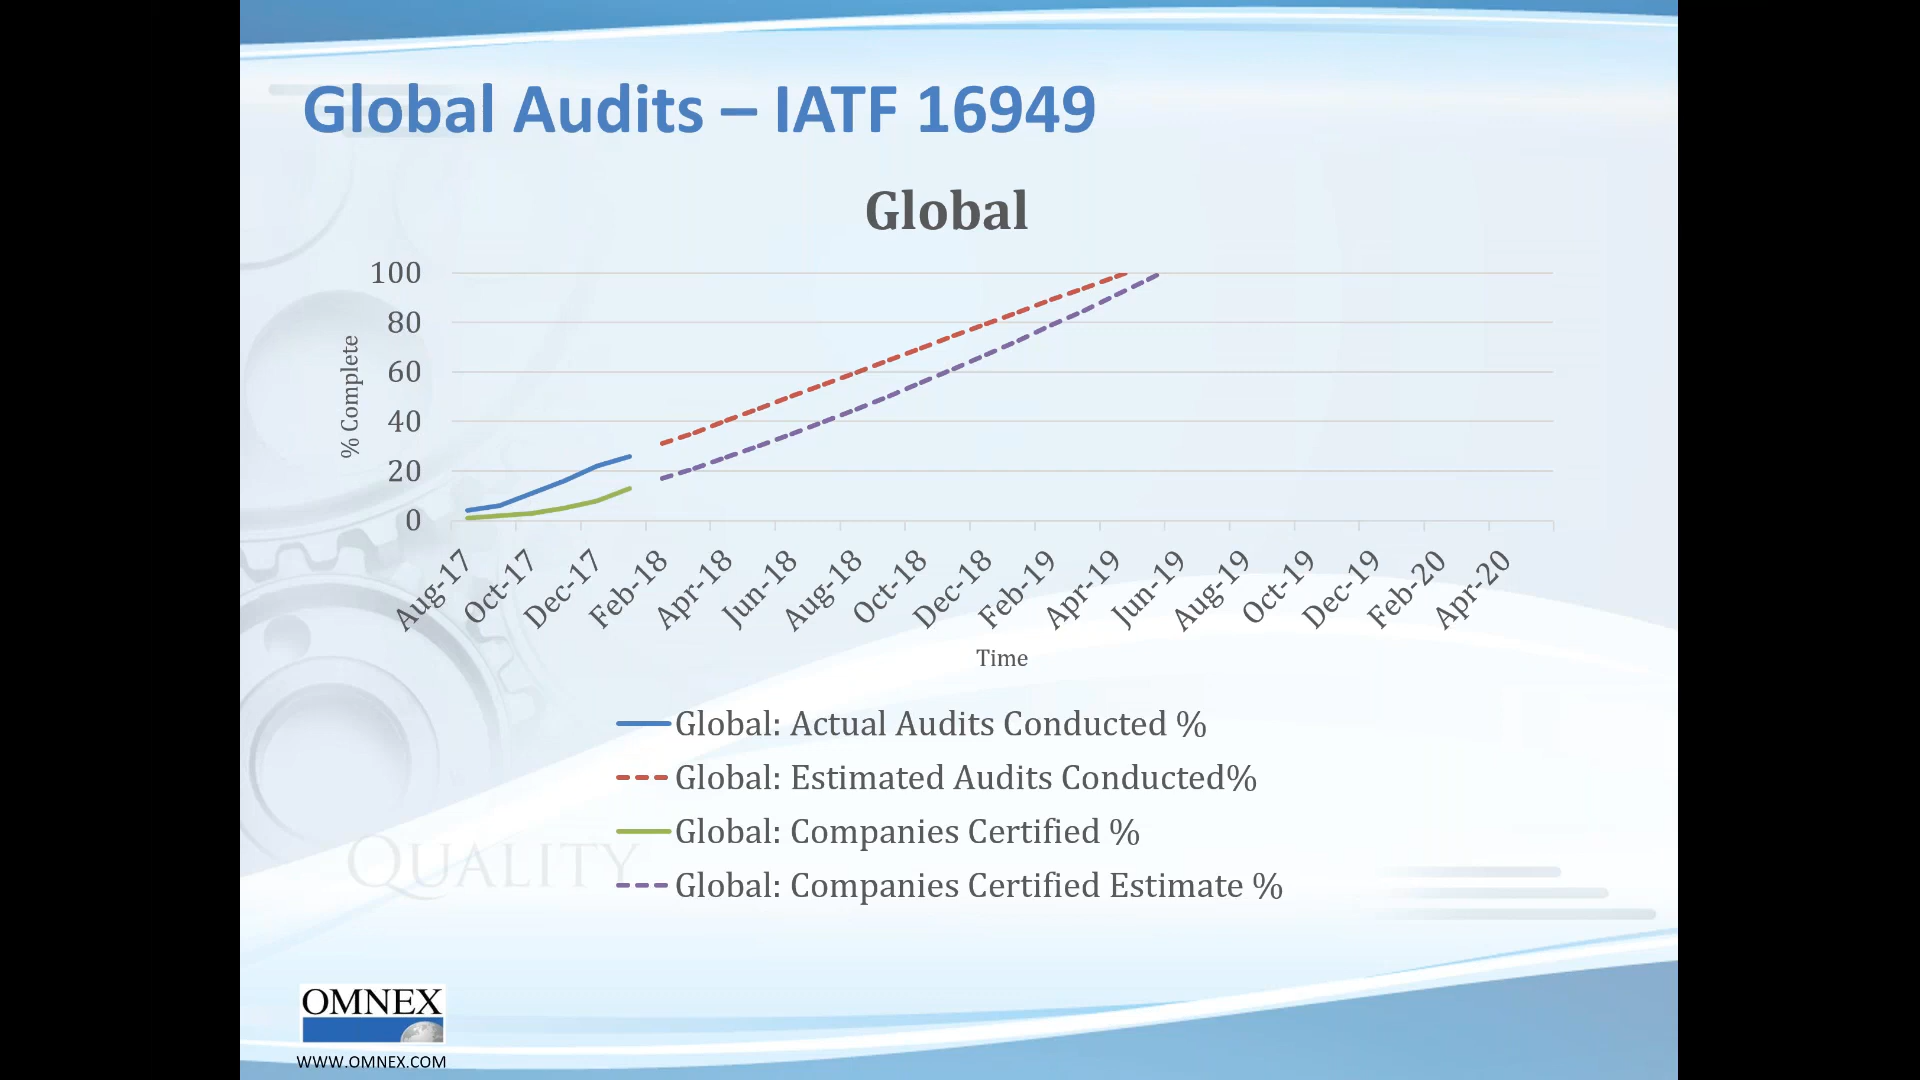 Global Audits – IATF 16949
Global
100
80
60
40
20
0
% Complete
Aug-17
Oct-17
Dec-17
Feb-18
Apr-18
Jun-18
Aug-18
Oct-18
Dec-18
Feb-19
Apr-19
Jun-19
Aug-19
Oct-19
Dec-19
Feb-20
Apr-20
Time
Global: Actual Audits Conducted %
Global: Estimated Audits Conducted%
Global: Companies Certified %
Global: Companies Certified Estimate %
QUALITY
OMNEX
WWW.OMNEX.COM